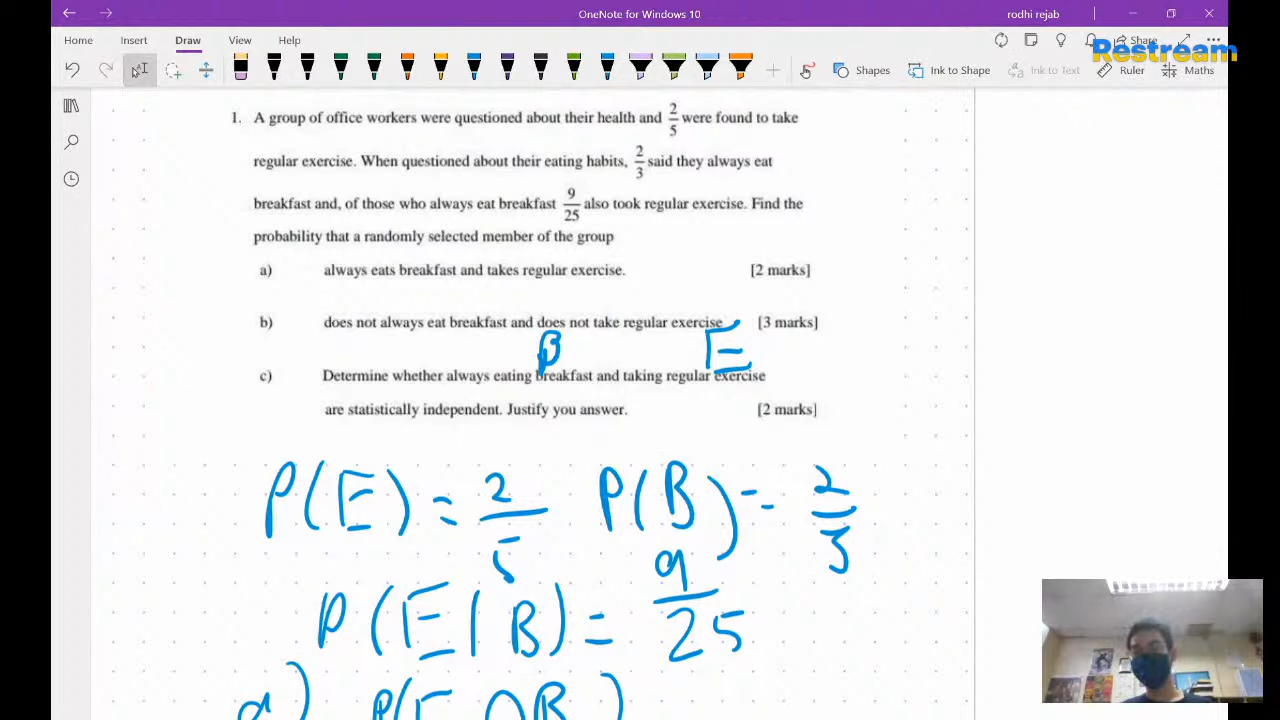 OneNote for Windows 10
rodhi rejab
Home Insert Draw View Help
Share
Restream
Shapes Ink to Shape Ink to Text Ruler Maths
1. A group of office workers were questioned about their health and 2/5 were found to take
regular exercise. When questioned about their eating habits, 2/3 said they always eat
breakfast and, of those who always eat breakfast 9/25 also took regular exercise. Find the
probability that a randomly selected member of the group
a) always eats breakfast and takes regular exercise. [2 marks]
b) does not always eat breakfast and does not take regular exercise [3 marks]
B E
c) Determine whether always eating breakfast and taking regular exercise
are statistically independent. Justify you answer. [2 marks]
P(E) = 2/5 P(B) = 2/3
P(E|B) = 9/25
a) P(E∩B)